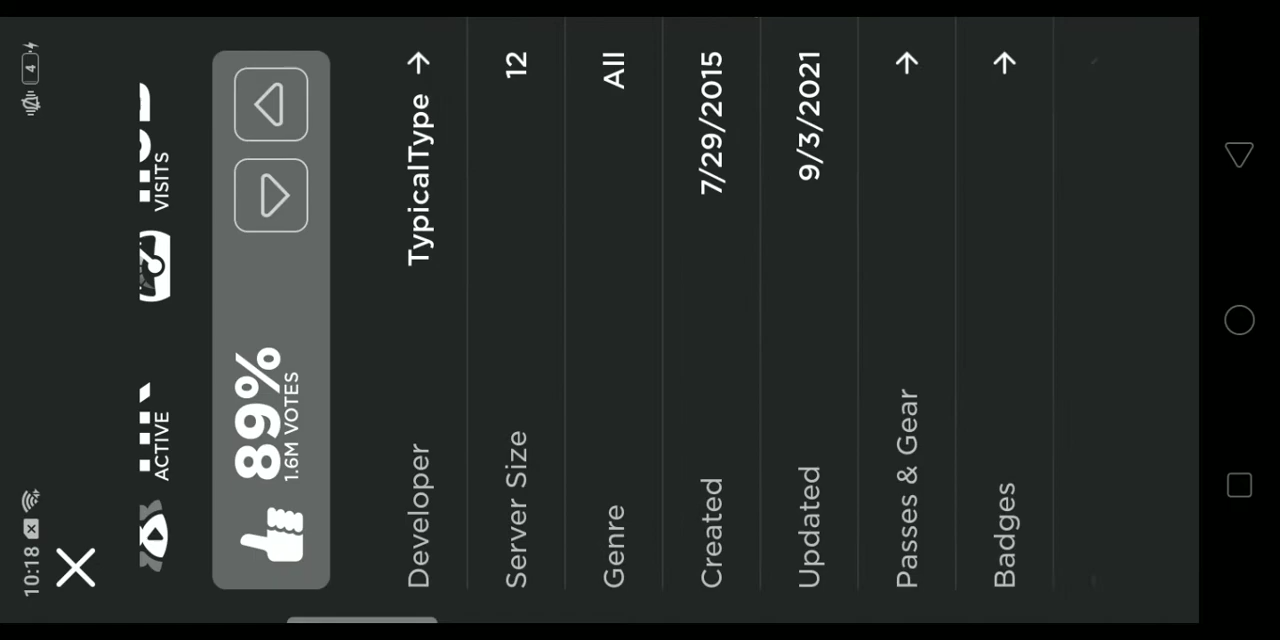 10:18
4
ACTIVE
VISITS
89%
1.6M VOTES
Developer TypicalType
Server Size 12
Genre All
Created 7/29/2015
Updated 9/3/2021
Passes & Gear
Badges